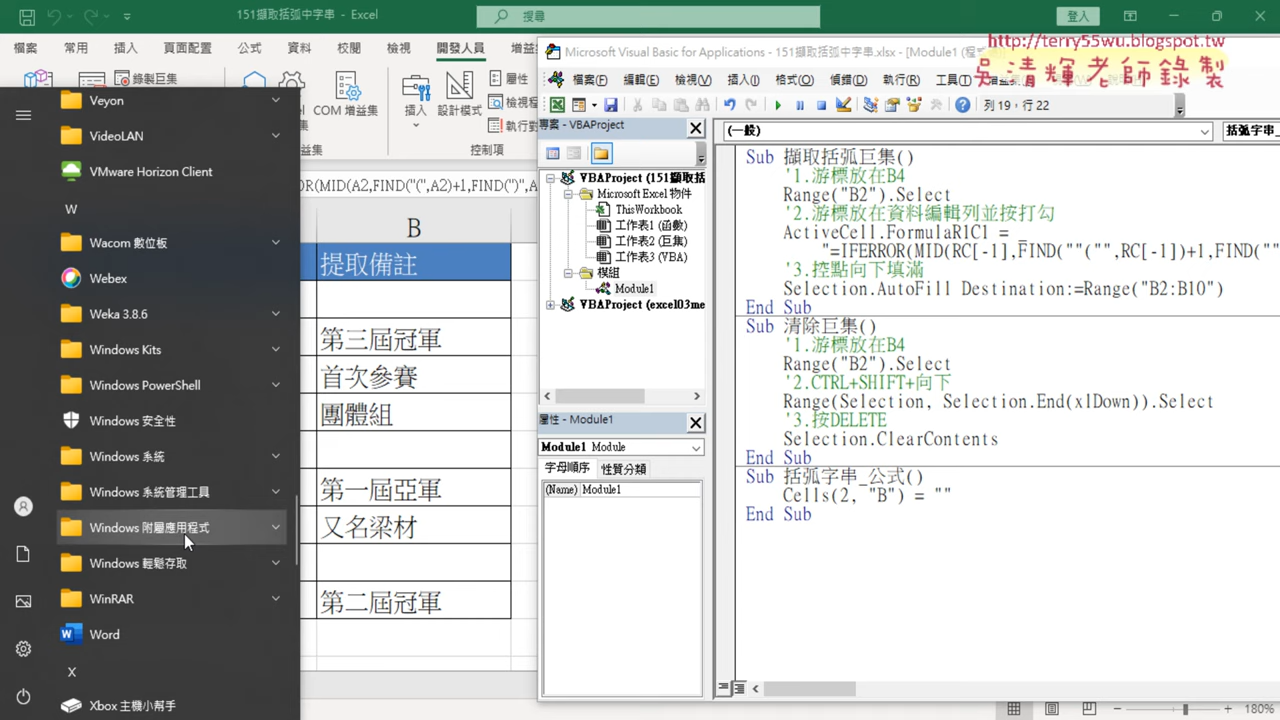 151擷取括弧中字串 - Excel
搜尋
登入
http://terry55wu.blogspot.tw
吳清輝老師錄製
檔案 常用 插入 頁面配置 公式 資料 校閱 檢視 開發人員 增益
錄製巨集
COM 增益集
插入
設計模式
屬性
檢視程
執行對
控制項
Microsoft Visual Basic for Applications - 151擷取括弧中字串.xlsx - [Module1 (程
檔案(F) 編輯(E) 檢視(V) 插入(I) 格式(O) 偵錯(D) 執行(R) 工具(T)
列 19，行 22
專案 - VBAProject
VBAProject (151擷取括
Microsoft Excel 物件
ThisWorkbook
工作表1 (函數)
工作表2 (巨集)
工作表3 (VBA)
模組
Module1
VBAProject (excel03me
屬性 - Module1
Module1 Module
字母順序 性質分類
(Name) Module1
(一般)
括弧字串_
Sub 擷取括弧巨集()
'1.游標放在B4
Range("B2").Select
'2.游標放在資料編輯列並按打勾
ActiveCell.FormulaR1C1 = _
"=IFERROR(MID(RC[-1],FIND(""("",RC[-1])+1,FIND(""
'3.控點向下填滿
Selection.AutoFill Destination:=Range("B2:B10")
End Sub
Sub 清除巨集()
'1.游標放在B4
Range("B2").Select
'2.CTRL+SHIFT+向下
Range(Selection, Selection.End(xlDown)).Select
'3.按DELETE
Selection.ClearContents
End Sub
Sub 括弧字串_公式()
Cells(2, "B") = ""
End Sub
OR(MID(A2,FIND("(",A2)+1,FIND(")",A
B
提取備註
第三屆冠軍
首次參賽
團體組
第一屆亞軍
又名梁材
第二屆冠軍
Veyon
VideoLAN
VMware Horizon Client
W
Wacom 數位板
Webex
Weka 3.8.6
Windows Kits
Windows PowerShell
Windows 安全性
Windows 系統
Windows 系統管理工具
Windows 附屬應用程式
Windows 輕鬆存取
WinRAR
Word
X
Xbox 主機小幫手
180%